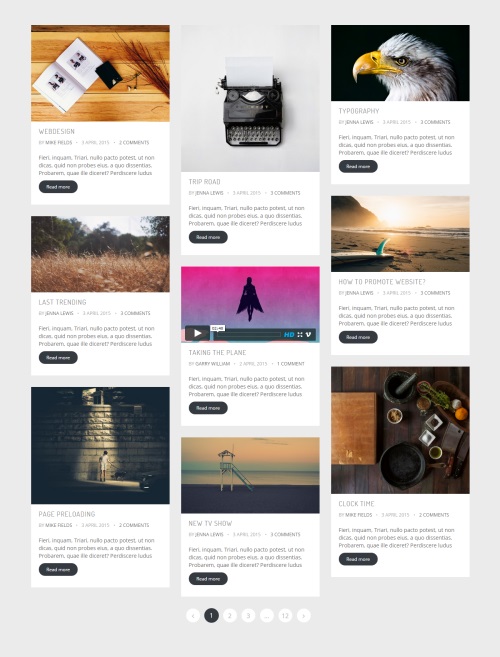 WEBDESIGN
BY MIKE FIELDS • 3 APRIL 2015 • 2 COMMENTS
Fieri, inquam, Triari, nullo pacto potest, ut non
dicas, quid non probes eius, a quo dissentias.
Probarem, quae ille diceret? Perdiscere ludus
Read more
LAST TRENDING
BY JENNA LEWIS • 3 APRIL 2015 • 3 COMMENTS
Fieri, inquam, Triari, nullo pacto potest, ut non
dicas, quid non probes eius, a quo dissentias.
Probarem, quae ille diceret? Perdiscere ludus
Read more
PAGE PRELOADING
BY MIKE FIELDS • 3 APRIL 2015 • 2 COMMENTS
Fieri, inquam, Triari, nullo pacto potest, ut non
dicas, quid non probes eius, a quo dissentias.
Probarem, quae ille diceret? Perdiscere ludus
Read more
TRIP ROAD
BY JENNA LEWIS • 3 APRIL 2015 • 3 COMMENTS
Fieri, inquam, Triari, nullo pacto potest, ut non
dicas, quid non probes eius, a quo dissentias.
Probarem, quae ille diceret? Perdiscere ludus
Read more
02:48
HD
TAKING THE PLANE
BY GARRY WILLIAM • 2 APRIL 2015 • 1 COMMENT
Fieri, inquam, Triari, nullo pacto potest, ut non
dicas, quid non probes eius, a quo dissentias.
Probarem, quae ille diceret? Perdiscere ludus
Read more
NEW TV SHOW
BY JENNA LEWIS • 3 APRIL 2015 • 3 COMMENTS
Fieri, inquam, Triari, nullo pacto potest, ut non
dicas, quid non probes eius, a quo dissentias.
Probarem, quae ille diceret? Perdiscere ludus
Read more
TYPOGRAPHY
BY JENNA LEWIS • 3 APRIL 2015 • 3 COMMENTS
Fieri, inquam, Triari, nullo pacto potest, ut non
dicas, quid non probes eius, a quo dissentias.
Probarem, quae ille diceret? Perdiscere ludus
Read more
HOW TO PROMOTE WEBSITE?
BY JENNA LEWIS • 3 APRIL 2015 • 3 COMMENTS
Fieri, inquam, Triari, nullo pacto potest, ut non
dicas, quid non probes eius, a quo dissentias.
Probarem, quae ille diceret? Perdiscere ludus
Read more
CLOCK TIME
BY MIKE FIELDS • 3 APRIL 2015 • 2 COMMENTS
Fieri, inquam, Triari, nullo pacto potest, ut non
dicas, quid non probes eius, a quo dissentias.
Probarem, quae ille diceret? Perdiscere ludus
Read more
‹ 1 2 3 ... 12 ›